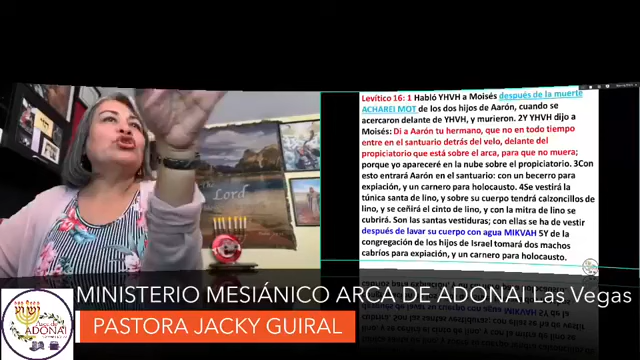 Levítico 16: 1 Habló YHVH a Moisés después de la muerte
ACHAREI MOT de los dos hijos de Aarón, cuando se
acercaron delante de YHVH, y murieron. 2Y YHVH dijo a
Moisés: Di a Aarón tu hermano, que no en todo tiempo
entre en el santuario detrás del velo, delante del
propiciatorio que está sobre el arca, para que no muera;
porque yo apareceré en la nube sobre el propiciatorio. 3Con
esto entrará Aarón en el santuario: con un becerro para
expiación, y un carnero para holocausto. 4Se vestirá la
túnica santa de lino, y sobre su cuerpo tendrá calzoncillos de
lino, y se ceñirá el cinto de lino, y con la mitra de lino se
cubrirá. Son las santas vestiduras; con ellas se ha de vestir
después de lavar su cuerpo con agua MIKVAH 5Y de la
congregación de los hijos de Israel tomará dos machos
cabríos para expiación, y un carnero para holocausto.
the Lord
MINISTERIO MESIÁNICO ARCA DE ADONAI Las Vegas
PASTORA JACKY GUIRAL
Arca de
ADONAI